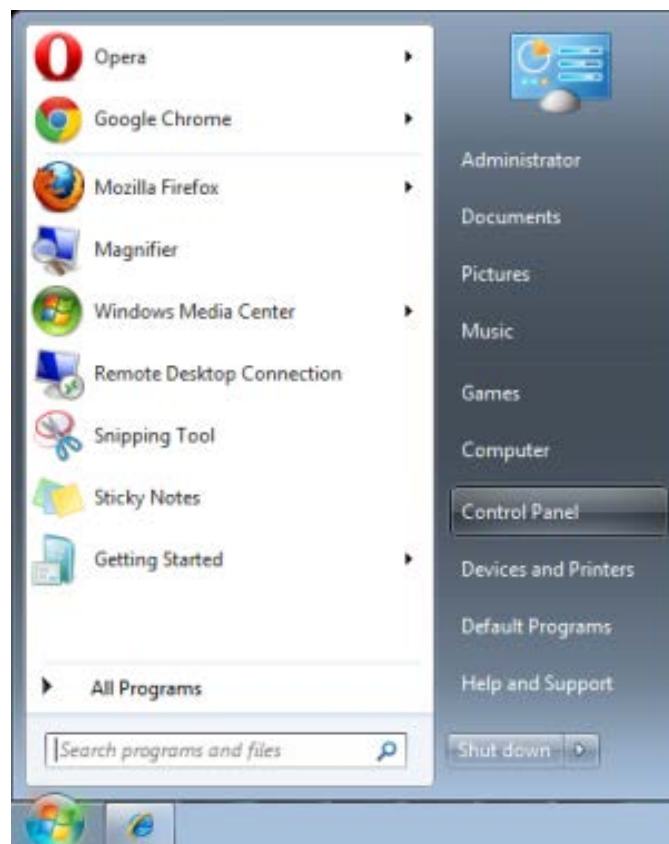 Opera
Google Chrome
Mozilla Firefox
Magnifier
Windows Media Center
Remote Desktop Connection
Snipping Tool
Sticky Notes
Getting Started
All Programs
Search programs and files
Administrator
Documents
Pictures
Music
Games
Computer
Control Panel
Devices and Printers
Default Programs
Help and Support
Shut down